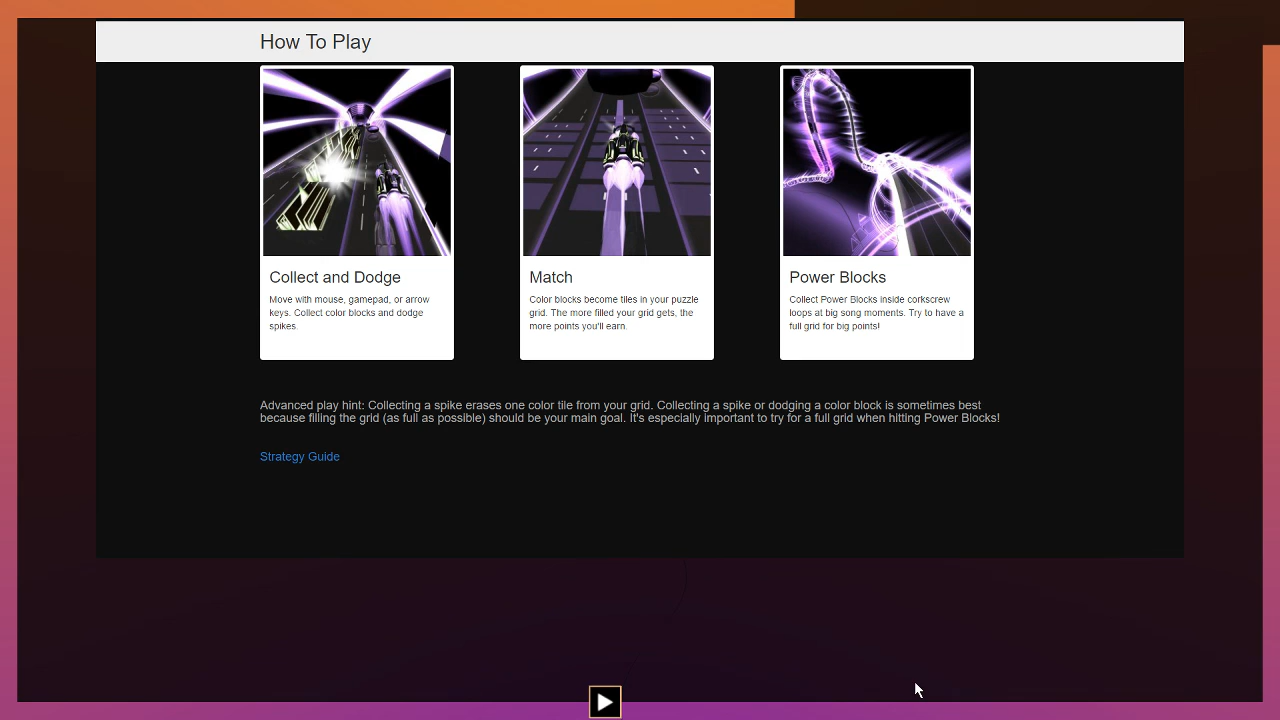 How To Play
Collect and Dodge
Move with mouse, gamepad, or arrow
keys. Collect color blocks and dodge
spikes.
Match
Color blocks become tiles in your puzzle
grid. The more filled your grid gets, the
more points you'll earn.
Power Blocks
Collect Power Blocks inside corkscrew
loops at big song moments. Try to have a
full grid for big points!
Advanced play hint: Collecting a spike erases one color tile from your grid. Collecting a spike or dodging a color block is sometimes best
because filling the grid (as full as possible) should be your main goal. It's especially important to try for a full grid when hitting Power Blocks!
Strategy Guide